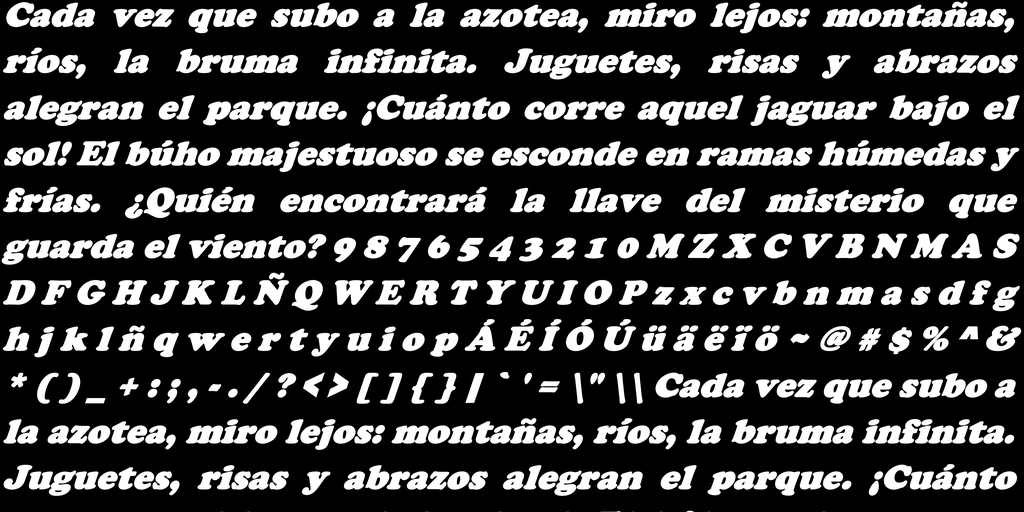 Cada vez que subo a la azotea, miro lejos: montañas,
ríos, la bruma infinita. Juguetes, risas y abrazos
alegran el parque. ¡Cuánto corre aquel jaguar bajo el
sol! El búho majestuoso se esconde en ramas húmedas y
frías. ¿Quién encontrará la llave del misterio que
guarda el viento? 9 8 7 6 5 4 3 2 1 0 M Z X C V B N M A S
D F G H J K L Ñ Q W E R T Y U I O P z x c v b n m a s d f g
h j k l ñ q w e r t y u i o p Á É Í Ó Ú ü ä ë ï ö ~ @ # $ % ^ &
* ( ) _ + : ; , - . / ? < > [ ] { } | ` ' = \" \ \ Cada vez que subo a
la azotea, miro lejos: montañas, ríos, la bruma infinita.
Juguetes, risas y abrazos alegran el parque. ¡Cuánto